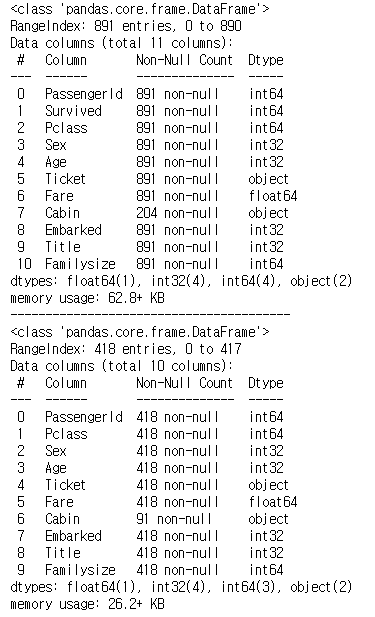 <class 'pandas.core.frame.DataFrame'>
RangeIndex: 891 entries, 0 to 890
Data columns (total 11 columns):
 #   Column       Non-Null Count  Dtype
---  ------       --------------  -----
 0   PassengerId  891 non-null    int64
 1   Survived     891 non-null    int64
 2   Pclass       891 non-null    int64
 3   Sex          891 non-null    int32
 4   Age          891 non-null    int32
 5   Ticket       891 non-null    object
 6   Fare         891 non-null    float64
 7   Cabin        204 non-null    object
 8   Embarked     891 non-null    int32
 9   Title        891 non-null    int32
 10  Familysize   891 non-null    int64
dtypes: float64(1), int32(4), int64(4), object(2)
memory usage: 62.8+ KB
----------------------------------------
<class 'pandas.core.frame.DataFrame'>
RangeIndex: 418 entries, 0 to 417
Data columns (total 10 columns):
 #   Column       Non-Null Count  Dtype
---  ------       --------------  -----
 0   PassengerId  418 non-null    int64
 1   Pclass       418 non-null    int64
 2   Sex          418 non-null    int32
 3   Age          418 non-null    int32
 4   Ticket       418 non-null    object
 5   Fare         418 non-null    float64
 6   Cabin        91 non-null     object
 7   Embarked     418 non-null    int32
 8   Title        418 non-null    int32
 9   Familysize   418 non-null    int64
dtypes: float64(1), int32(4), int64(3), object(2)
memory usage: 26.2+ KB